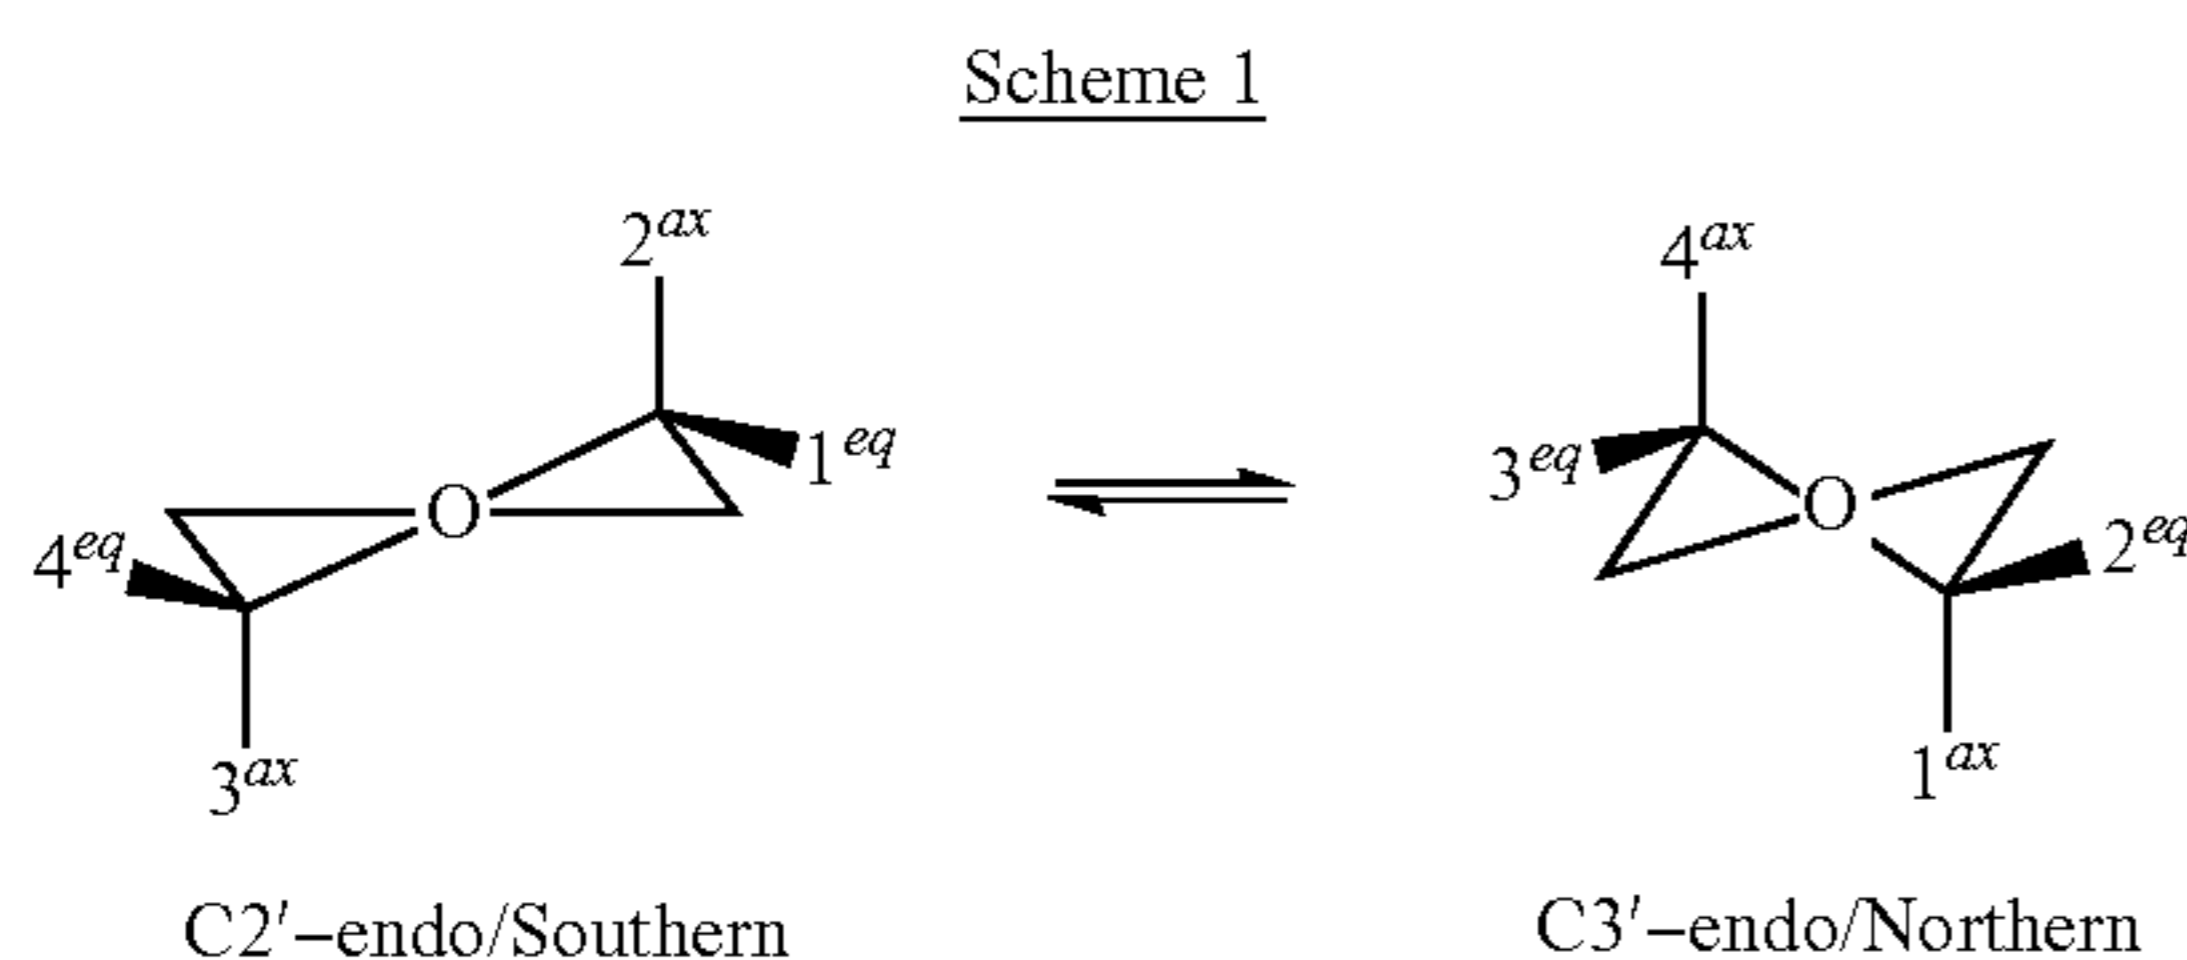 Scheme 1
2^ax
1^eq
O
4^eq
3^ax
4^ax
3^eq
O
2^eq
1^ax
C2′–endo/Southern
C3′–endo/Northern